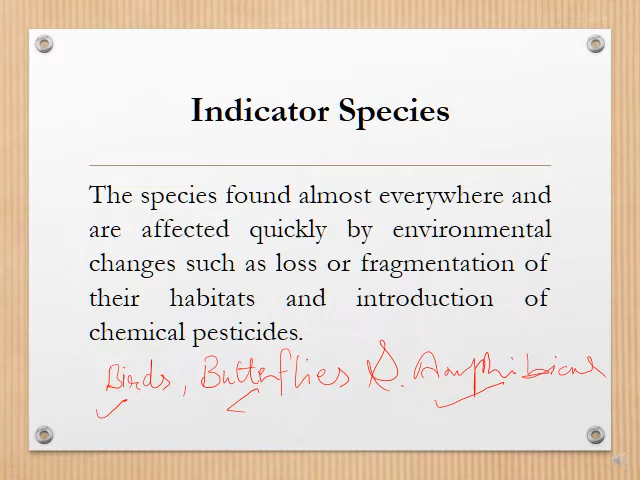 Indicator Species
The species found almost everywhere and
are affected quickly by environmental
changes such as loss or fragmentation of
their habitats and introduction of
chemical pesticides.
Birds, Butterflies & Amphibians